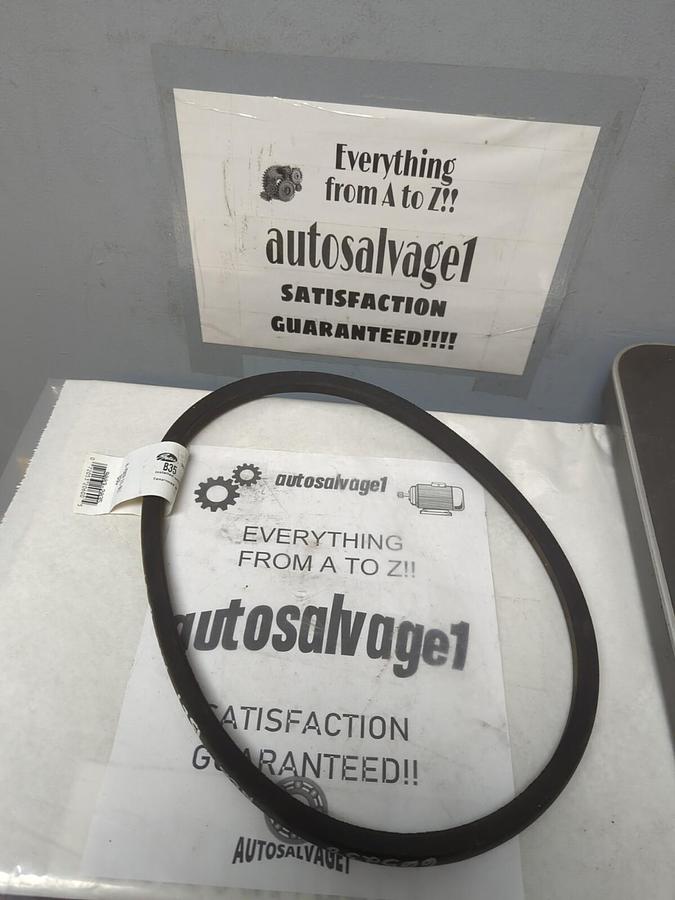 Everything
from A to Z!!
autosalvage1
SATISFACTION
GUARANTEED!!!!
B35
autosalvage1
EVERYTHING
FROM A TO Z!!
autosalvage1
SATISFACTION
GUARANTEED!!
AUTOSALVAGE1